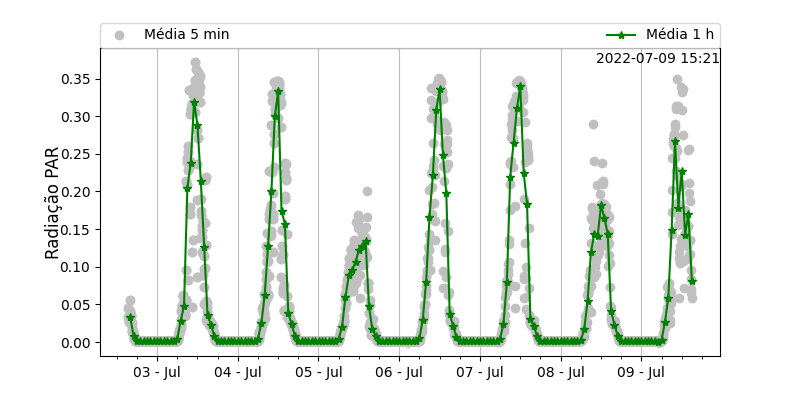 Média 5 min
Média 1 h
2022-07-09 15:21
Radiação PAR
0.35
0.30
0.25
0.20
0.15
0.10
0.05
0.00
03 - Jul
04 - Jul
05 - Jul
06 - Jul
07 - Jul
08 - Jul
09 - Jul